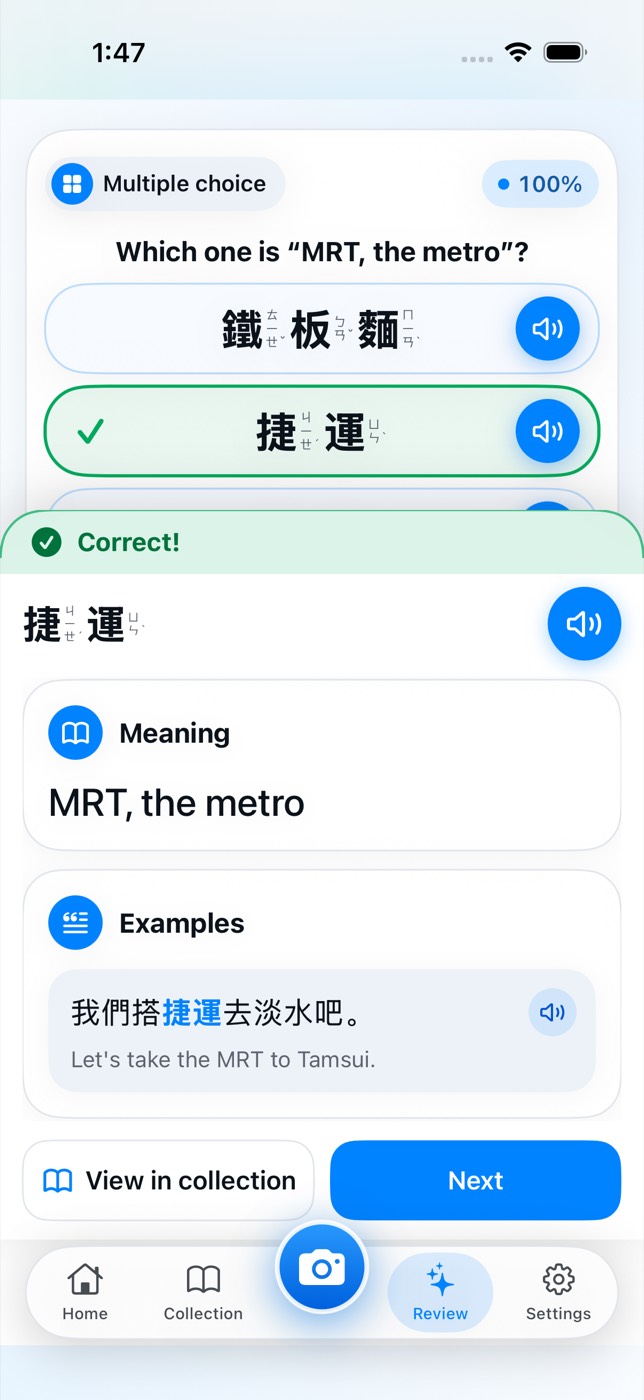 1:47
Multiple choice
100%
Which one is “MRT, the metro”?
鐵ㄊㄧㄝˇ板ㄅㄢˇ麵ㄇㄧㄢˋ
捷ㄐㄧㄝˊ運ㄩㄣˋ
Correct!
捷ㄐㄧㄝˊ運ㄩㄣˋ
Meaning
MRT, the metro
Examples
我們搭捷運去淡水吧。
Let's take the MRT to Tamsui.
View in collection
Next
Home
Collection
Review
Settings